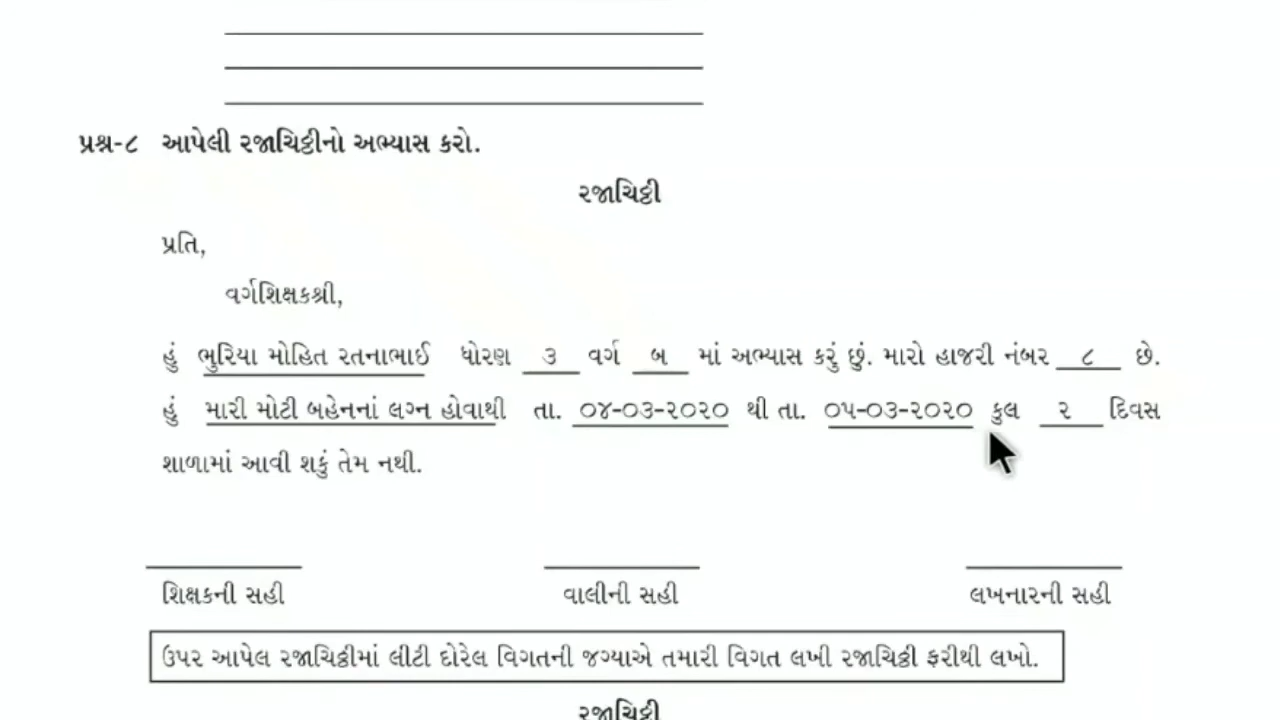 પ્રશ્ન-૮ આપેલી રજાચિઠ્ઠીનો અભ્યાસ કરો.
રજાચિઠ્ઠી
પ્રતિ,
વર્ગશિક્ષકશ્રી,
હું ભુરિયા મોહિત રતનાભાઈ ધોરણ ૩ વર્ગ બ માં અભ્યાસ કરું છું. મારો હાજરી નંબર ૮ છે.
હું મારી મોટી બહેનનાં લગ્ન હોવાથી તા. ૦૪-૦૩-૨૦૨૦ થી તા. ૦૫-૦૩-૨૦૨૦ કુલ ૨ દિવસ
શાળામાં આવી શકું તેમ નથી.
શિક્ષકની સહી વાલીની સહી લખનારની સહી
ઉપર આપેલ રજાચિઠ્ઠીમાં લીટી દોરેલ વિગતની જગ્યાએ તમારી વિગત લખી રજાચિઠ્ઠી ફરીથી લખો.
રજાચિઠ્ઠી